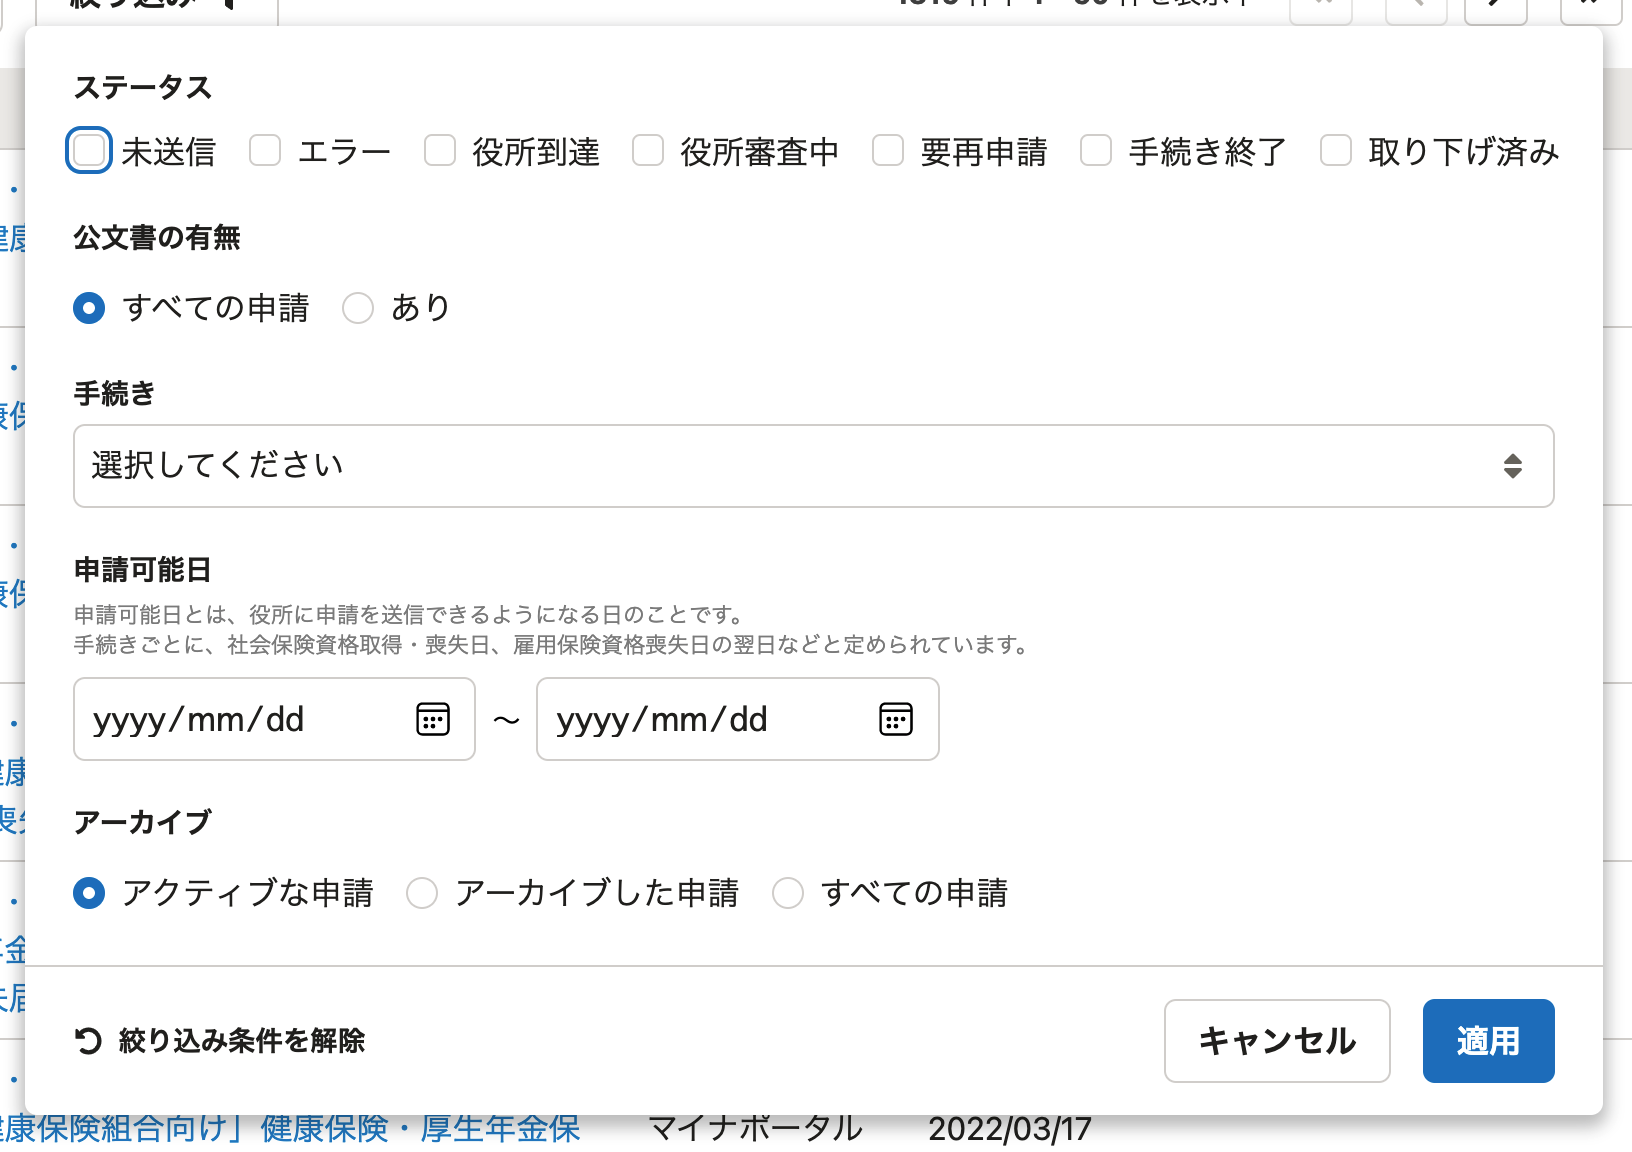 ステータス
未送信 エラー 役所到達 役所審査中 要再申請 手続き終了 取り下げ済み
公文書の有無
すべての申請 あり
手続き
選択してください
申請可能日
申請可能日とは、役所に申請を送信できるようになる日のことです。
手続きごとに、社会保険資格取得・喪失日、雇用保険資格喪失日の翌日などと定められています。
yyyy/mm/dd ～ yyyy/mm/dd
アーカイブ
アクティブな申請 アーカイブした申請 すべての申請
絞り込み条件を解除 キャンセル 適用
健康保険組合向け］健康保険・厚生年金保 マイナポータル 2022/03/17